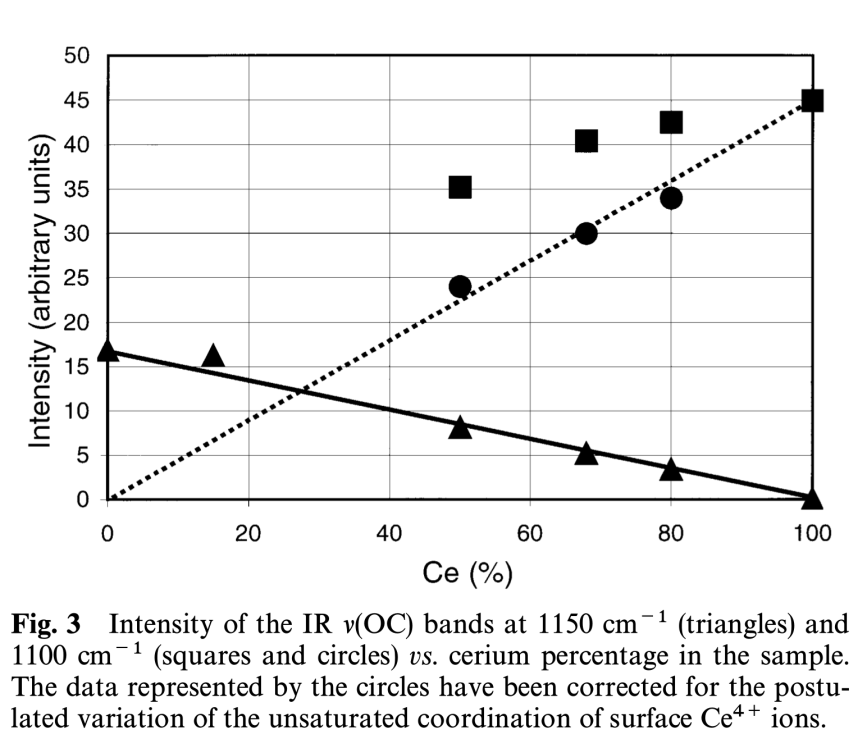 50
45
40
35
30
25
20
15
10
5
0
Intensity (arbitrary units)
0 20 40 60 80 100
Ce (%)
Fig. 3 Intensity of the IR ν(OC) bands at 1150 cm⁻¹ (triangles) and
1100 cm⁻¹ (squares and circles) vs. cerium percentage in the sample.
The data represented by the circles have been corrected for the postu-
lated variation of the unsaturated coordination of surface Ce⁴⁺ ions.